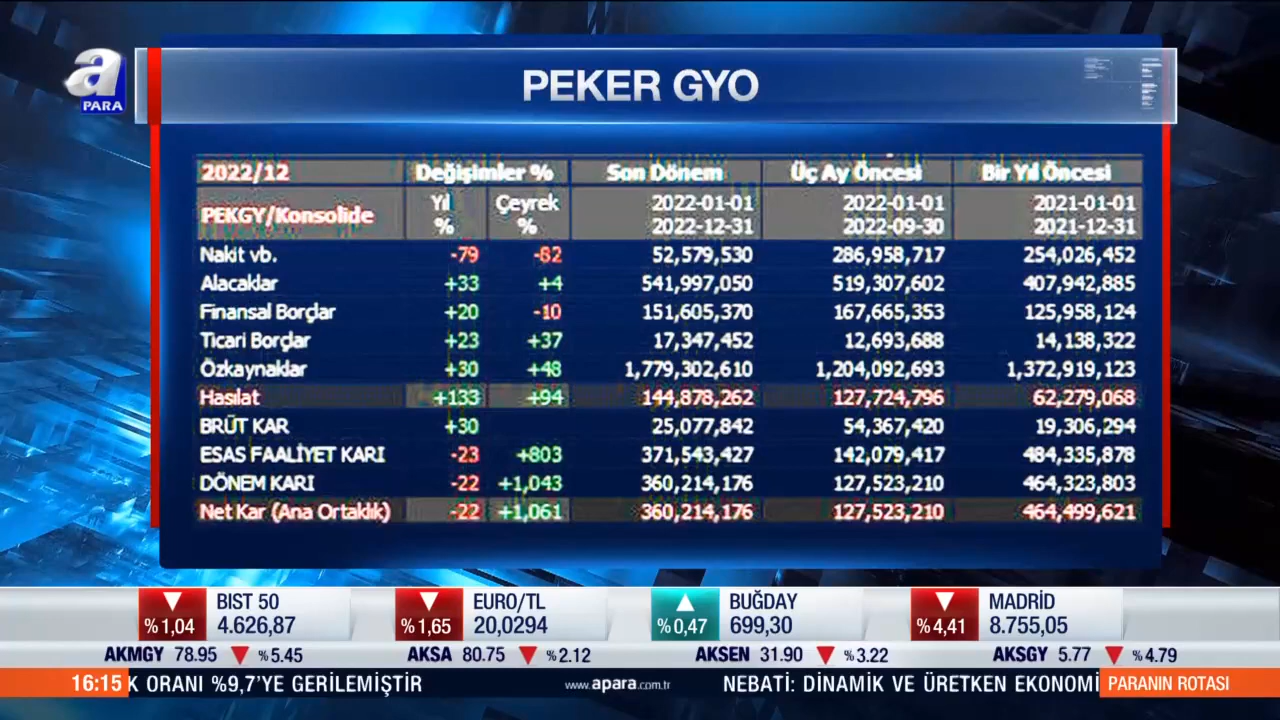 a
PARA
PEKER GYO
2022/12 Değişimler % Son Dönem Üç Ay Öncesi Bir Yıl Öncesi
PEKGY/Konsolide Yıl % Çeyrek % 2022-01-01 2022-12-31 2022-01-01 2022-09-30 2021-01-01 2021-12-31
Nakit vb. -79 -82 52,579,530 286,958,717 254,026,452
Alacaklar +33 +4 541,997,050 519,307,602 407,942,885
Finansal Borçlar +20 -10 151,605,370 167,665,353 125,958,124
Ticari Borçlar +23 +37 17,347,452 12,693,688 14,138,322
Özkaynaklar +30 +48 1,779,302,610 1,204,092,693 1,372,919,123
Hasılat +133 +94 144,878,262 127,724,796 62,279,068
BRÜT KAR +30 25,077,842 54,367,420 19,306,294
ESAS FAALİYET KARI -23 +803 371,543,427 142,079,417 484,335,878
DÖNEM KARI -22 +1,043 360,214,176 127,523,210 464,323,803
Net Kar (Ana Ortaklık) -22 +1,061 360,214,176 127,523,210 464,499,621
%1,04 BIST 50 4.626,87 %1,65 EURO/TL 20,0294 %0,47 BUĞDAY 699,30 %4,41 MADRİD 8.755,05
AKMGY 78.95 %5.45 AKSA 80.75 %2.12 AKSEN 31.90 %3.22 AKSGY 5.77 %4.79
16:15 K ORANI %9,7'YE GERİLEMİŞTİR www.apara.com.tr NEBATİ: DİNAMİK VE ÜRETKEN EKONOMİ PARANIN ROTASI